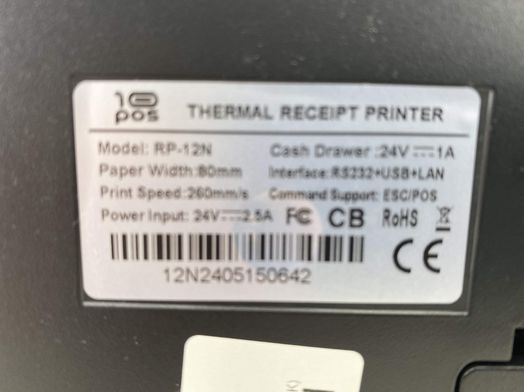 10
pos
THERMAL RECEIPT PRINTER
Model: RP-12N
Cash Drawer :24V⎓1A
Paper Width:80mm
Interface: RS232+USB+LAN
Print Speed:260mm/s
Command Support: ESC/POS
Power Input: 24V⎓2.5A
FC CB RoHS
CE
12N2405150642